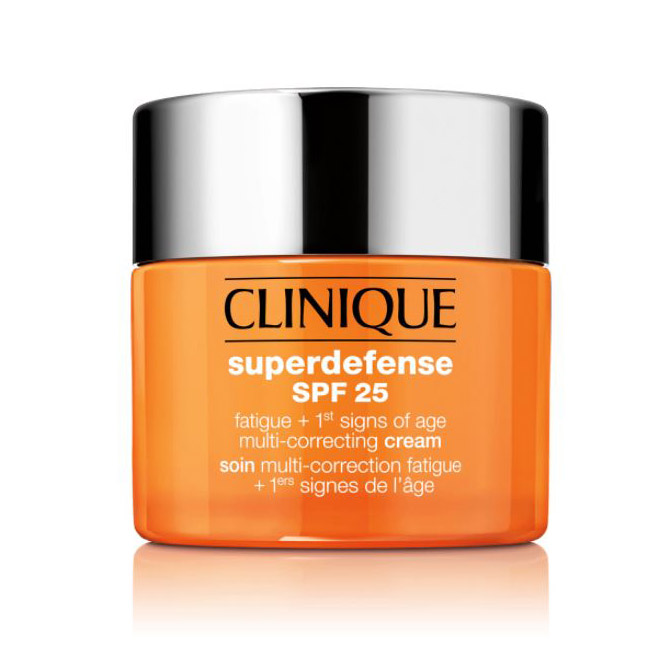 CLINIQUE
superdefense
SPF 25
fatigue + 1st signs of age
multi-correcting cream
soin multi-correction fatigue
+ 1ers signes de l'âge